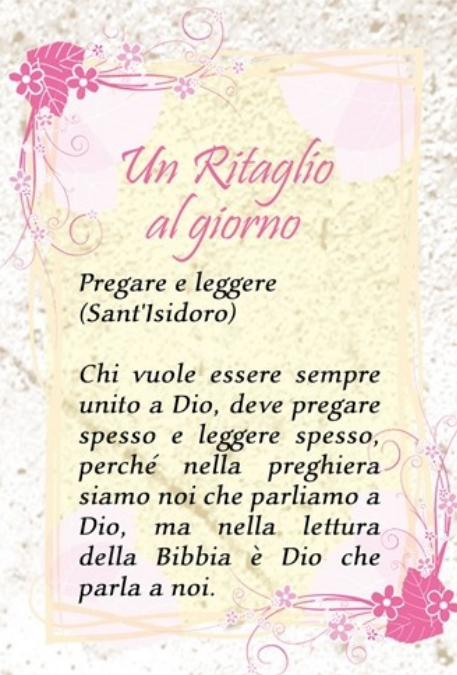 Un Ritaglio
al giorno
Pregare e leggere
(Sant'Isidoro)
Chi vuole essere sempre
unito a Dio, deve pregare
spesso e leggere spesso,
perché nella preghiera
siamo noi che parliamo a
Dio, ma nella lettura
della Bibbia è Dio che
parla a noi.